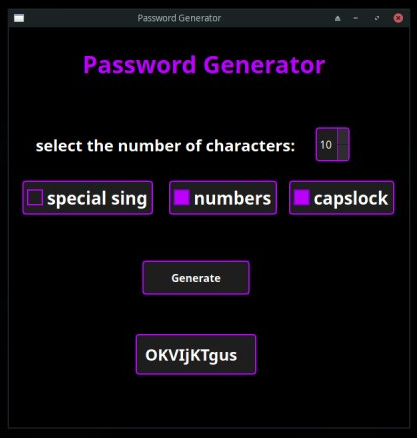 Password Generator
Password Generator
select the number of characters: 10
special sing numbers capslock
Generate
OKVIjKTgus